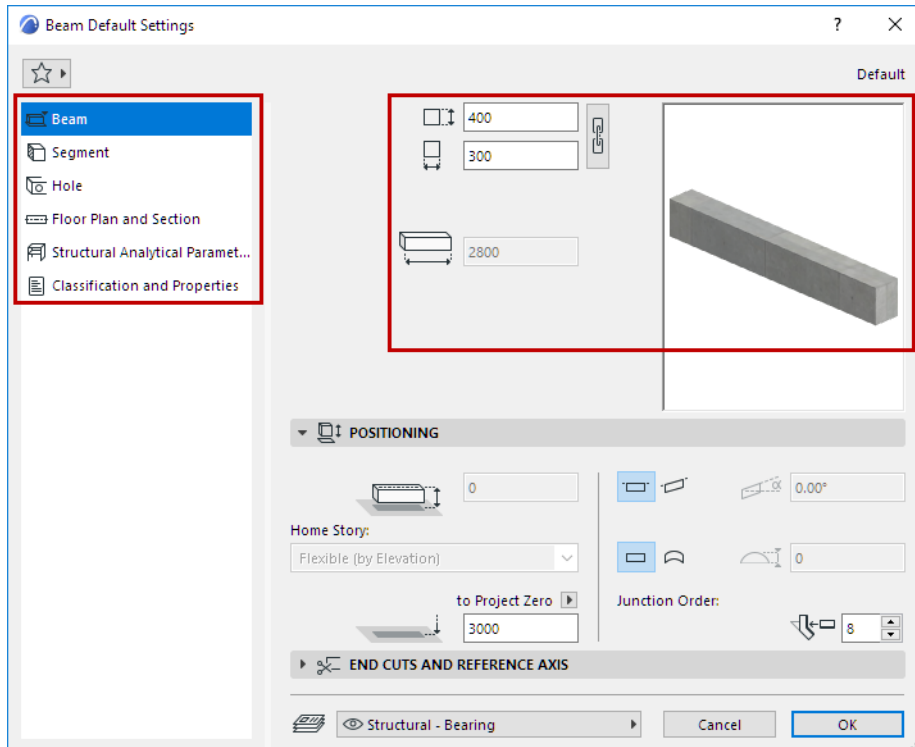 Beam Default Settings
?
Default
Beam
Segment
Hole
Floor Plan and Section
Structural Analytical Paramet...
Classification and Properties
400
300
2800
POSITIONING
0
Home Story:
Flexible (by Elevation)
to Project Zero
3000
α 0.00°
0
Junction Order:
8
END CUTS AND REFERENCE AXIS
Structural - Bearing
Cancel
OK